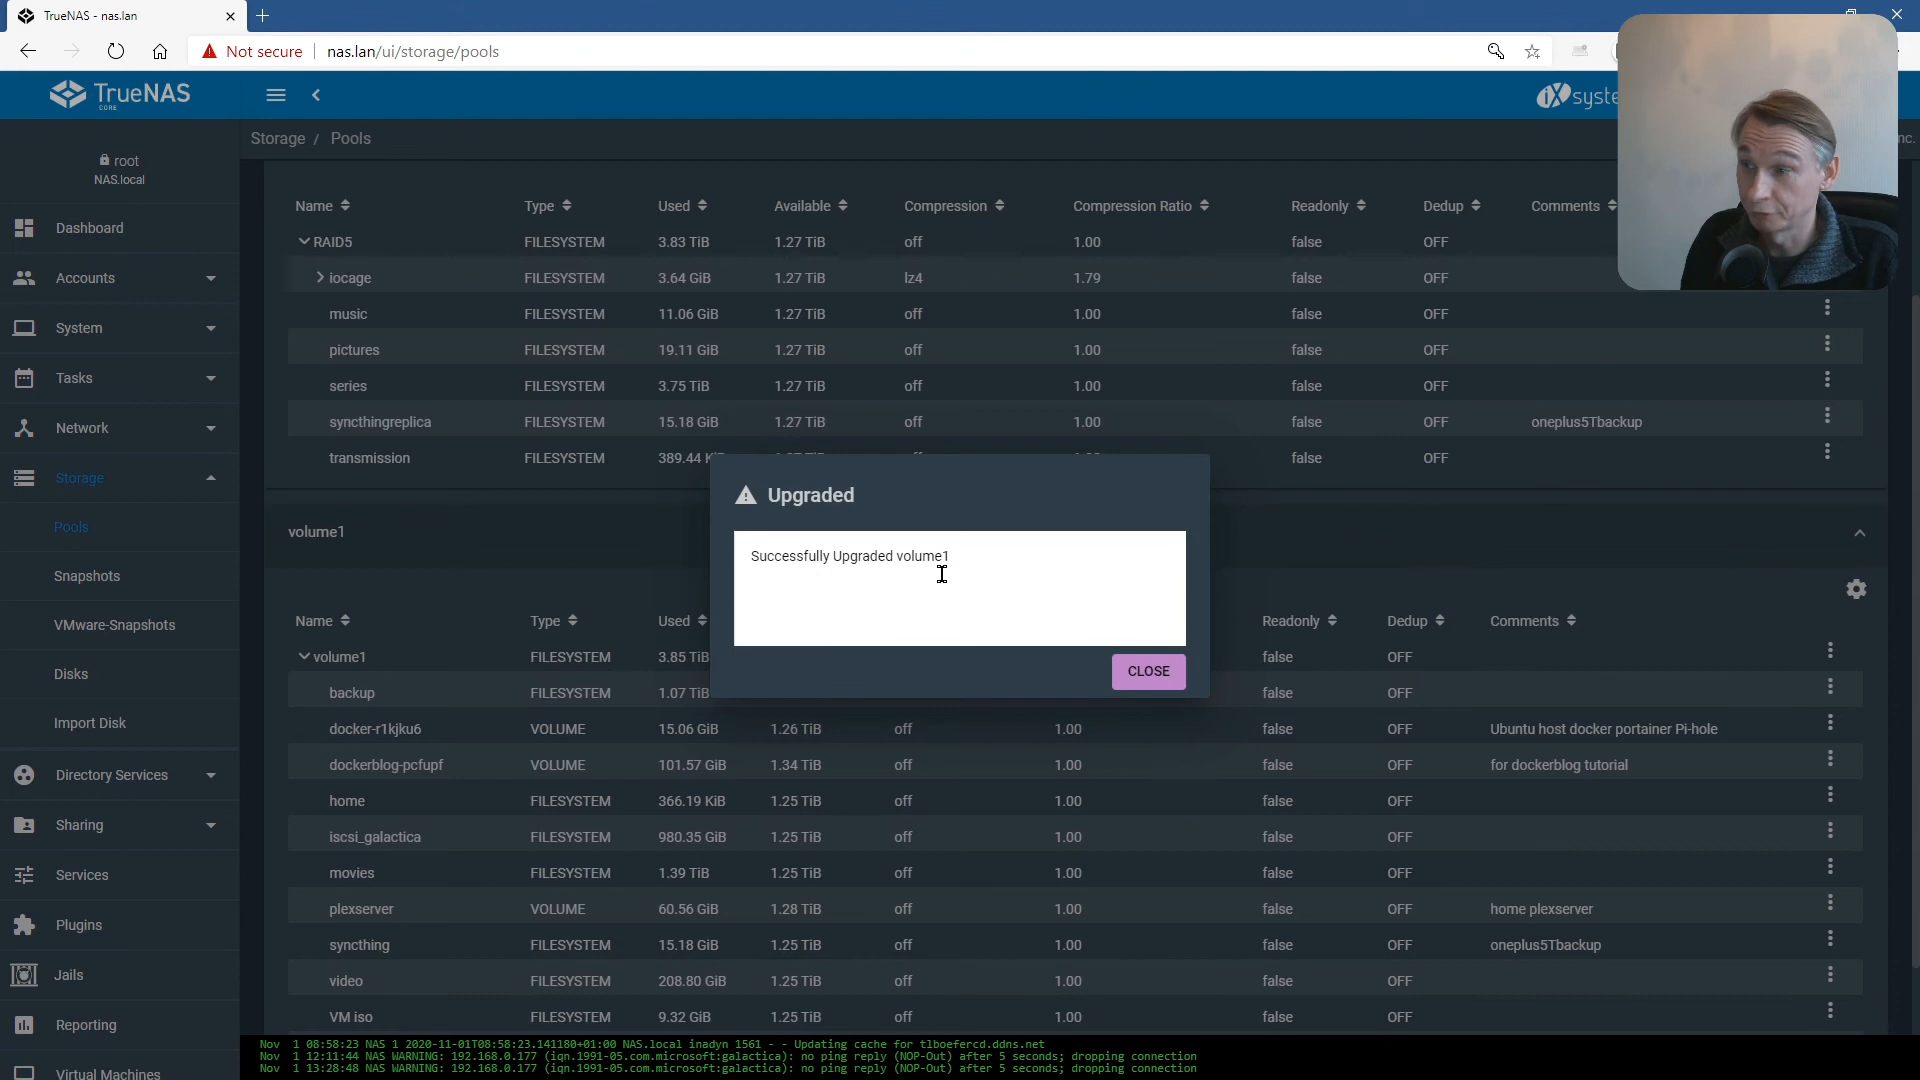 TrueNAS - nas.lan
Not secure nas.lan/ui/storage/pools
TrueNAS
CORE
iXsyste
Storage / Pools
nc.
root
NAS.local
Dashboard
Accounts
System
Tasks
Network
Storage
Pools
Snapshots
VMware-Snapshots
Disks
Import Disk
Directory Services
Sharing
Services
Plugins
Jails
Reporting
Virtual Machines
Name Type Used Available Compression Compression Ratio Readonly Dedup Comments
RAID5 FILESYSTEM 3.83 TiB 1.27 TiB off 1.00 false OFF
iocage FILESYSTEM 3.64 GiB 1.27 TiB lz4 1.79 false OFF
music FILESYSTEM 11.06 GiB 1.27 TiB off 1.00 false OFF
pictures FILESYSTEM 19.11 GiB 1.27 TiB off 1.00 false OFF
series FILESYSTEM 3.75 TiB 1.27 TiB off 1.00 false OFF
syncthingreplica FILESYSTEM 15.18 GiB 1.27 TiB off 1.00 false OFF oneplus5Tbackup
transmission FILESYSTEM 389.44 false OFF
Upgraded
Successfully Upgraded volume1
CLOSE
volume1
Name Type Used Readonly Dedup Comments
volume1 FILESYSTEM 3.85 TiB false OFF
backup FILESYSTEM 1.07 TiB false OFF
docker-r1kjku6 VOLUME 15.06 GiB 1.26 TiB off 1.00 false OFF Ubuntu host docker portainer Pi-hole
dockerblog-pcfupf VOLUME 101.57 GiB 1.34 TiB off 1.00 false OFF for dockerblog tutorial
home FILESYSTEM 366.19 KiB 1.25 TiB off 1.00 false OFF
iscsi_galactica FILESYSTEM 980.35 GiB 1.25 TiB off 1.00 false OFF
movies FILESYSTEM 1.39 TiB 1.25 TiB off 1.00 false OFF
plexserver VOLUME 60.56 GiB 1.28 TiB off 1.00 false OFF home plexserver
syncthing FILESYSTEM 15.18 GiB 1.25 TiB off 1.00 false OFF oneplus5Tbackup
video FILESYSTEM 208.80 GiB 1.25 TiB off 1.00 false OFF
VM iso FILESYSTEM 9.32 GiB 1.25 TiB off 1.00 false OFF
Nov 1 08:58:23 NAS 1 2020-11-01T08:58:23.141180+01:00 NAS.local inadyn 1561 - - Updating cache for tlboefercd.ddns.net
Nov 1 12:11:44 NAS WARNING: 192.168.0.177 (iqn.1991-05.com.microsoft:galactica): no ping reply (NOP-Out) after 5 seconds; dropping connection
Nov 1 13:28:48 NAS WARNING: 192.168.0.177 (iqn.1991-05.com.microsoft:galactica): no ping reply (NOP-Out) after 5 seconds; dropping connection